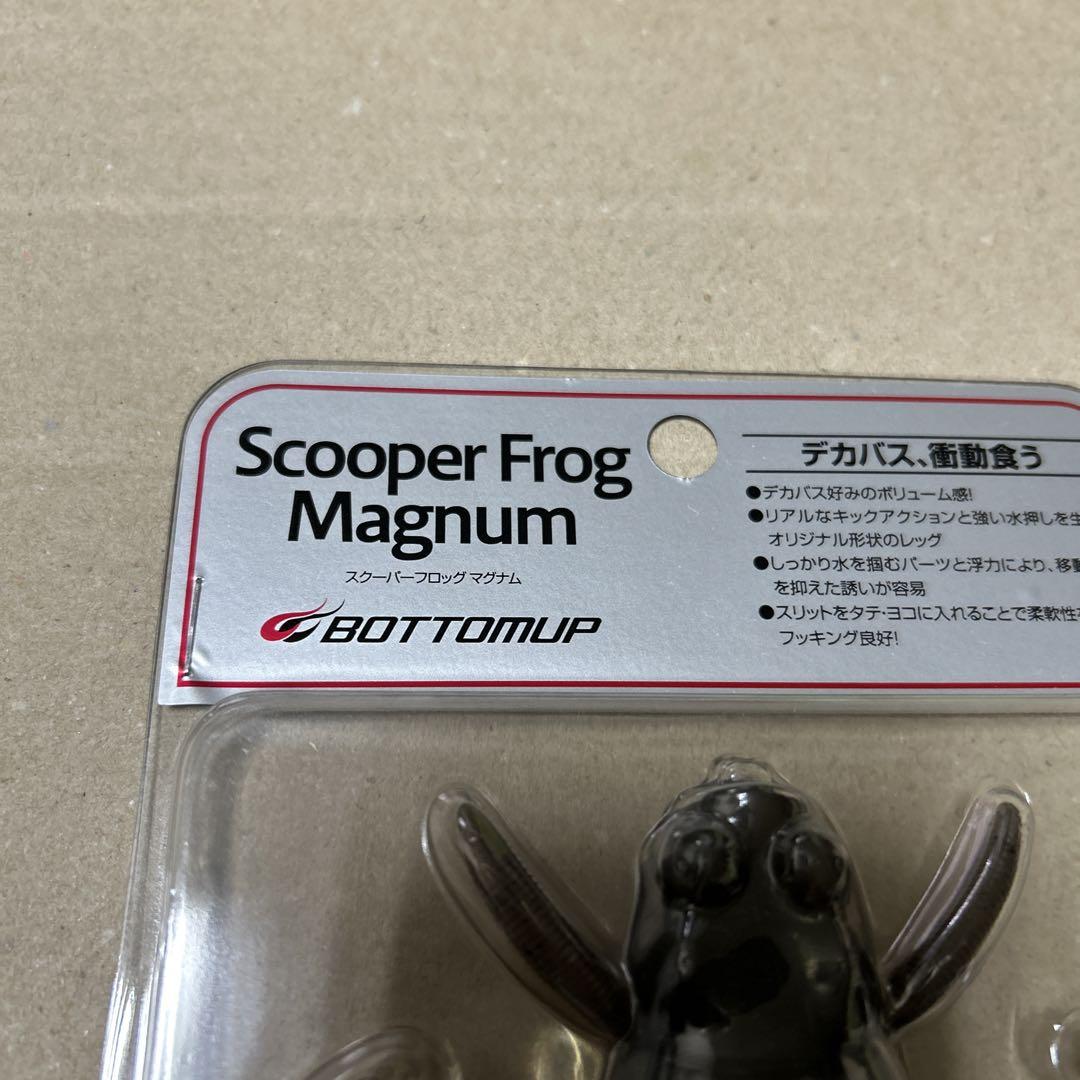 Scooper Frog
Magnum
スクーパーフロッグ マグナム
BOTTOMUP
デカバス、衝動食う
●デカバス好みのボリューム感!
●リアルなキックアクションと強い水押しを生
オリジナル形状のレッグ
●しっかり水を掴むパーツと浮力により、移動
を抑えた誘いが容易
●スリットをタテ・ヨコに入れることで柔軟性
フッキング良好!